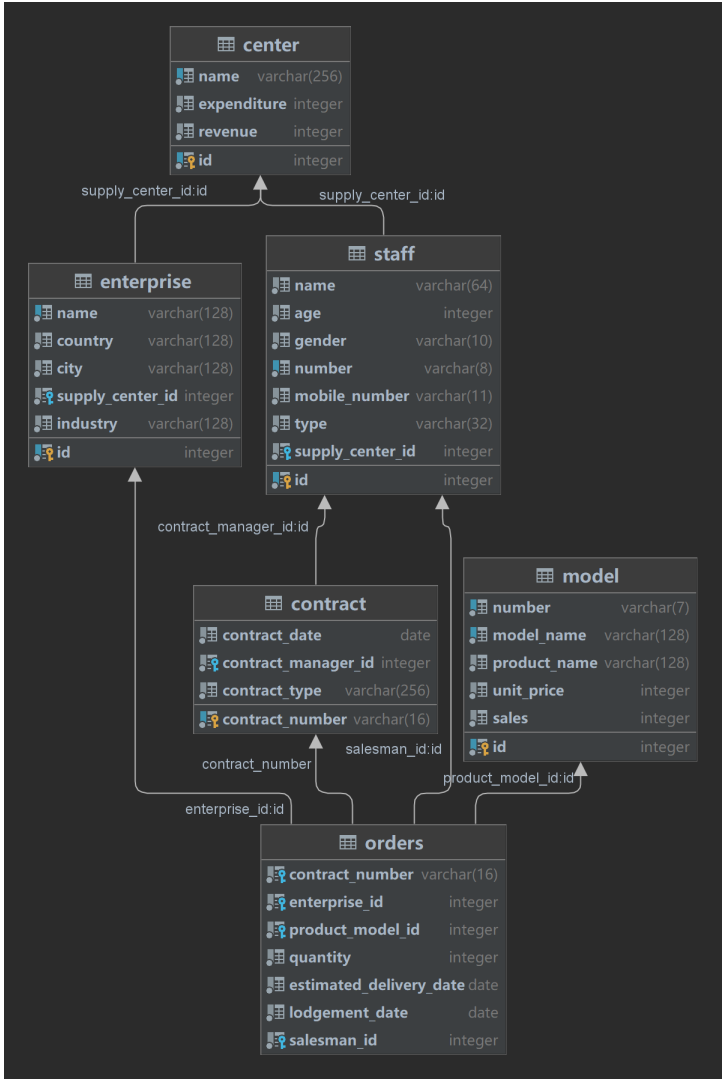 center
name varchar(256)
expenditure integer
revenue integer
id integer
supply_center_id:id
supply_center_id:id
enterprise
name varchar(128)
country varchar(128)
city varchar(128)
supply_center_id integer
industry varchar(128)
id integer
staff
name varchar(64)
age integer
gender varchar(10)
number varchar(8)
mobile_number varchar(11)
type varchar(32)
supply_center_id integer
id integer
contract_manager_id:id
contract
contract_date date
contract_manager_id integer
contract_type varchar(256)
contract_number varchar(16)
model
number varchar(7)
model_name varchar(128)
product_name varchar(128)
unit_price integer
sales integer
id integer
salesman_id:id
contract_number
product_model_id:id
enterprise_id:id
orders
contract_number varchar(16)
enterprise_id integer
product_model_id integer
quantity integer
estimated_delivery_date date
lodgement_date date
salesman_id integer